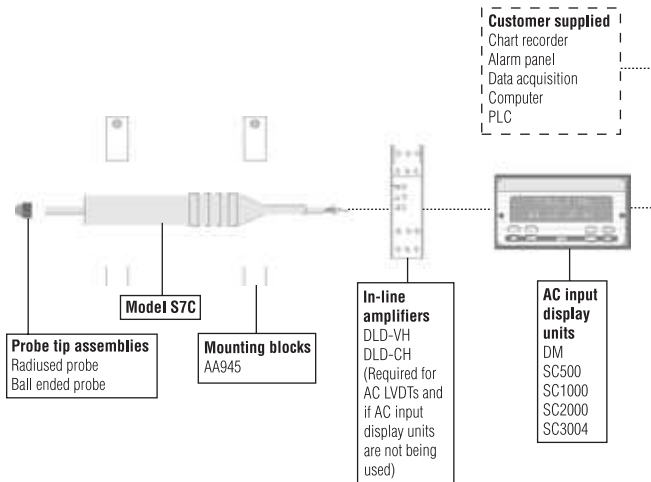 Customer supplied
Chart recorder
Alarm panel
Data acquisition
Computer
PLC
Model S7C
Probe tip assemblies
Radiused probe
Ball ended probe
Mounting blocks
AA945
In-line
amplifiers
DLD-VH
DLD-CH
(Required for
AC LVDTs and
if AC input
display units
are not being
used)
AC input
display
units
DM
SC500
SC1000
SC2000
SC3004